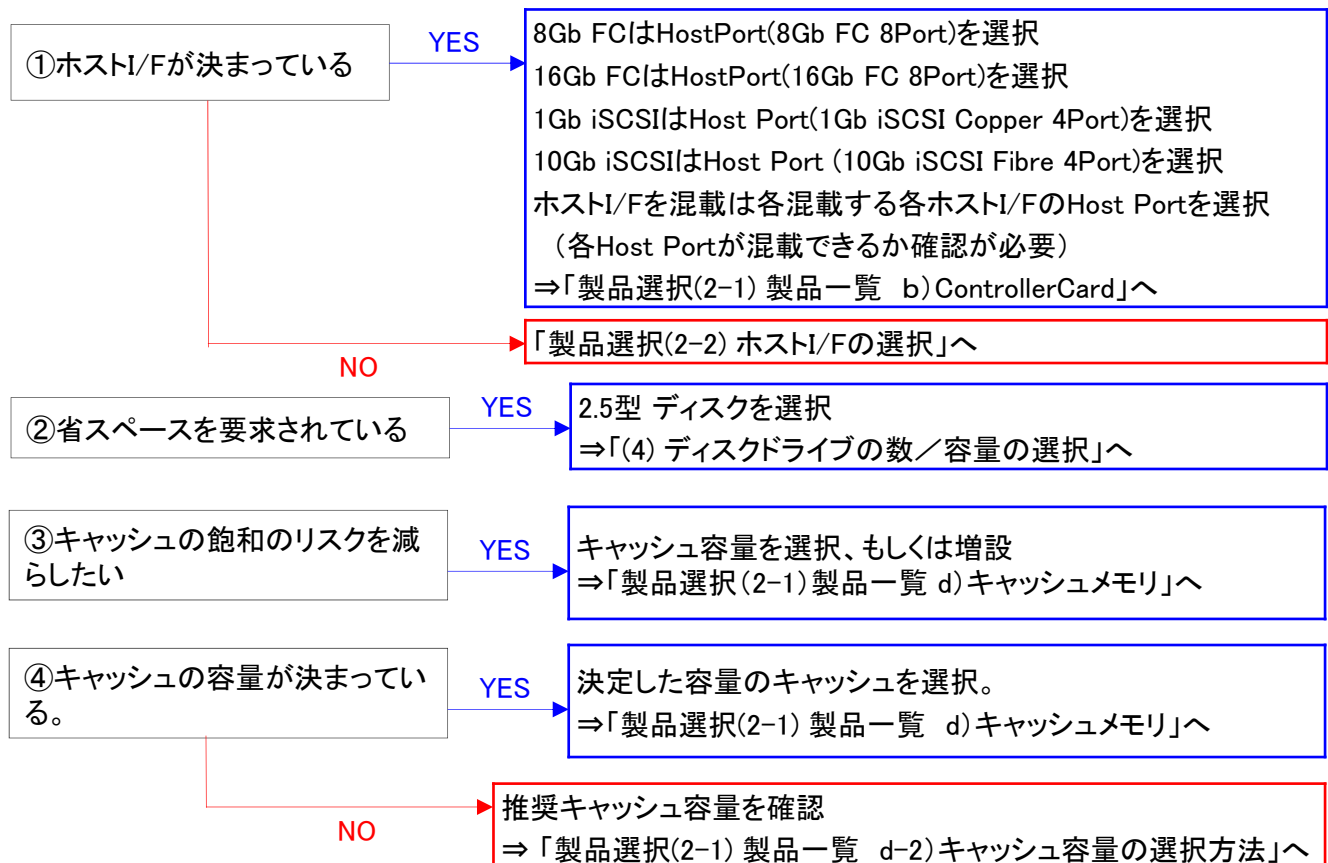 ①ホストI/Fが決まっている
YES
8Gb FCはHostPort(8Gb FC 8Port)を選択
16Gb FCはHostPort(16Gb FC 8Port)を選択
1Gb iSCSIはHost Port(1Gb iSCSI Copper 4Port)を選択
10Gb iSCSIはHost Port (10Gb iSCSI Fibre 4Port)を選択
ホストI/Fを混載は各混載する各ホストI/FのHost Portを選択
（各Host Portが混載できるか確認が必要）
⇒「製品選択(2-1) 製品一覧　b）ControllerCard」へ
NO
「製品選択(2-2) ホストI/Fの選択」へ
②省スペースを要求されている
YES
2.5型 ディスクを選択
⇒「(4) ディスクドライブの数／容量の選択」へ
③キャッシュの飽和のリスクを減
らしたい
YES
キャッシュ容量を選択、もしくは増設
⇒「製品選択（2-1）製品一覧 d）キャッシュメモリ」へ
④キャッシュの容量が決まってい
る。
YES
決定した容量のキャッシュを選択。
⇒「製品選択(2-1) 製品一覧　d）キャッシュメモリ」へ
NO
推奨キャッシュ容量を確認
⇒ 「製品選択(2-1) 製品一覧　d-2）キャッシュ容量の選択方法」へ